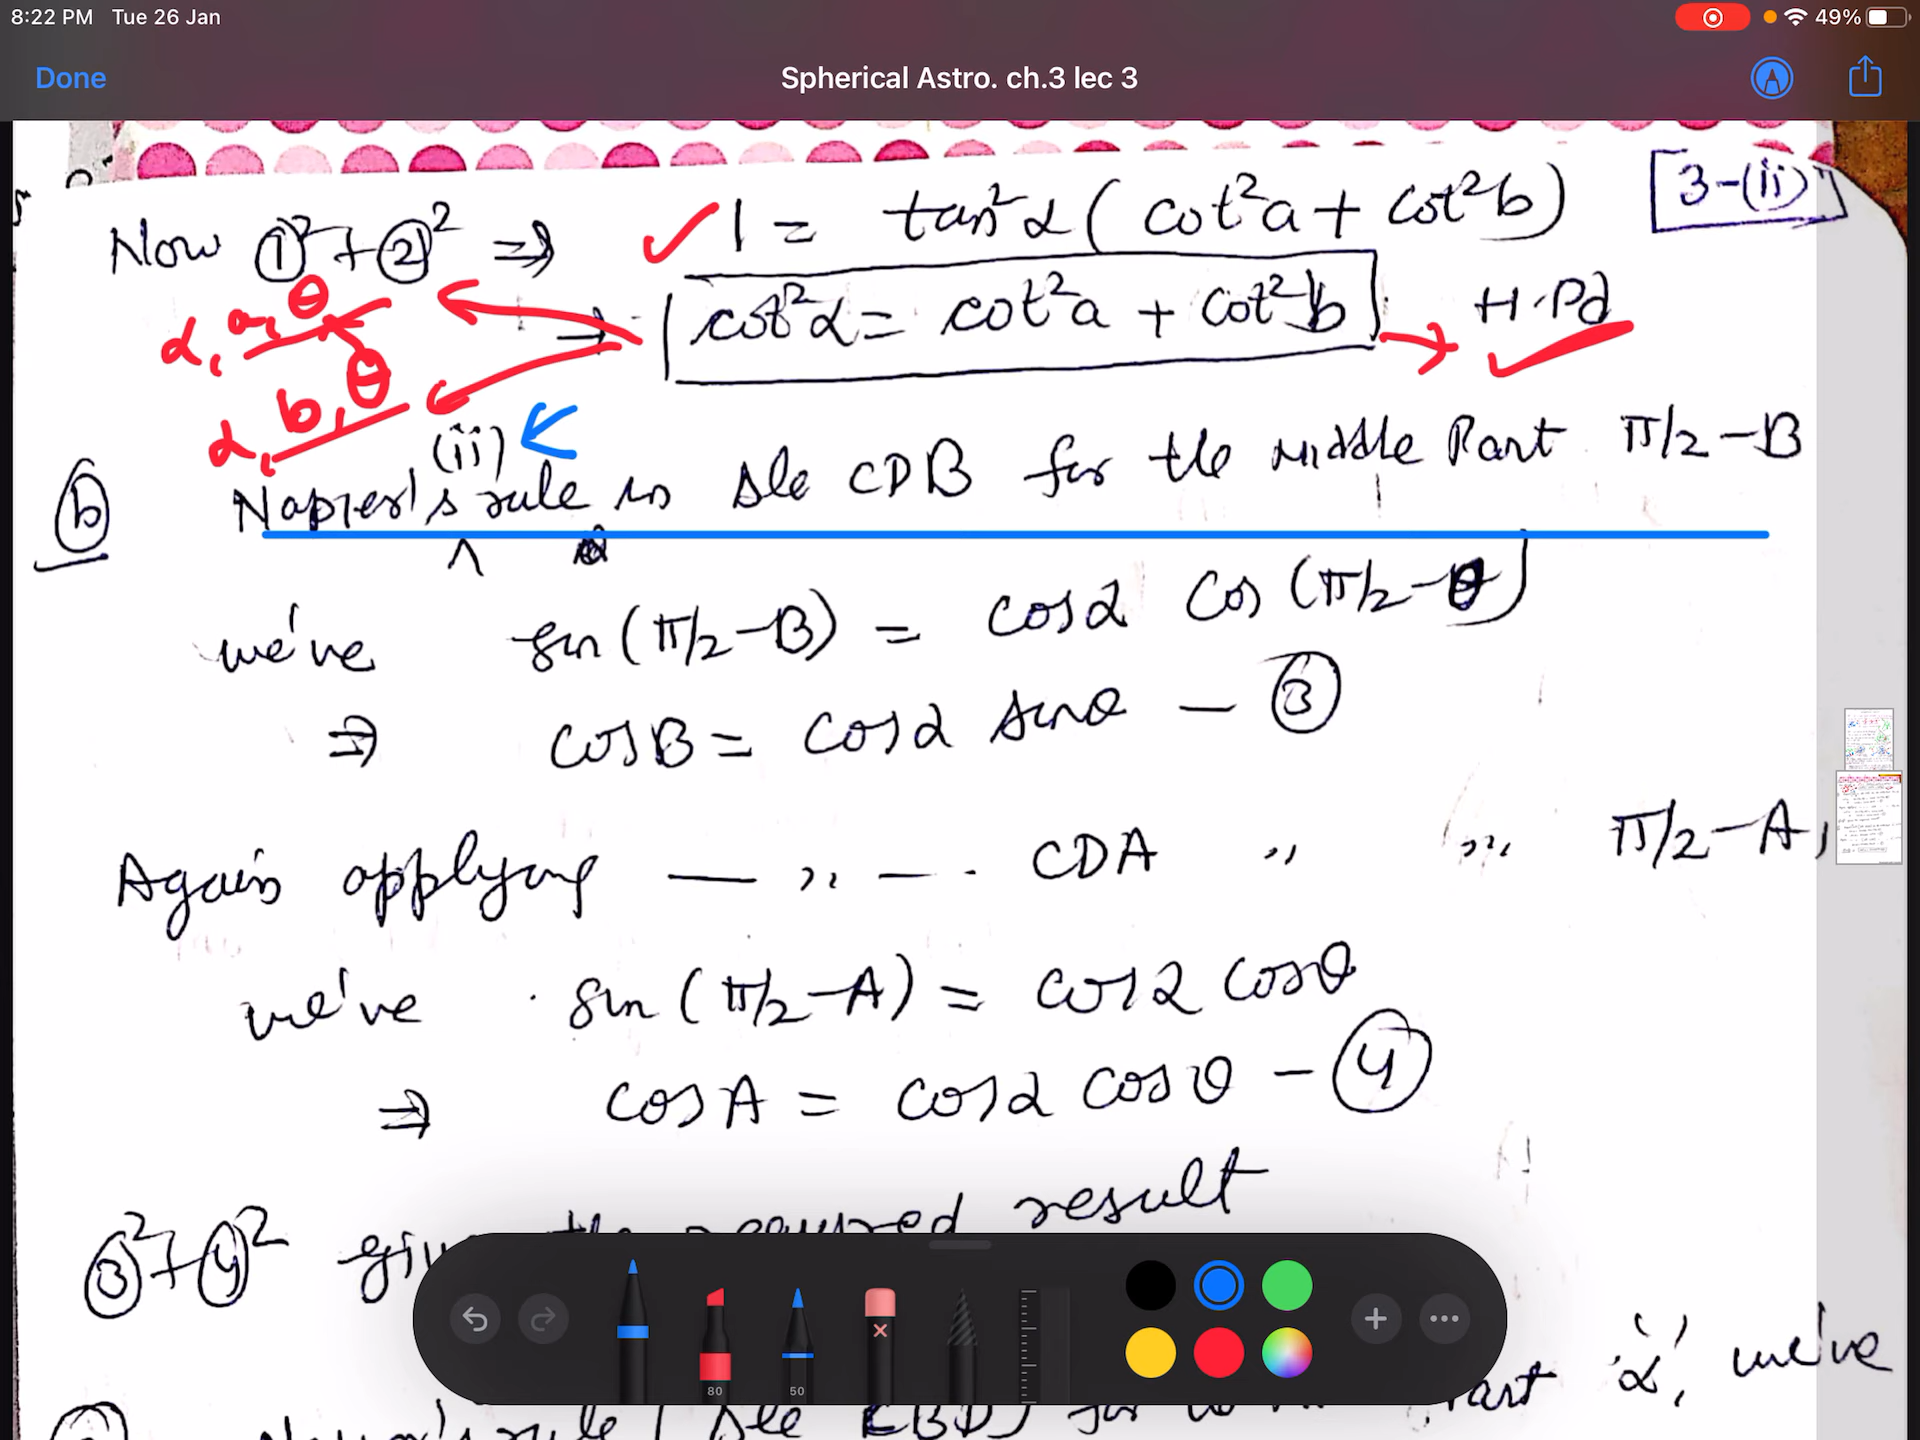 8:22 PM Tue 26 Jan
49%
Done
Spherical Astro. ch.3 lec 3
3-(ii)
Now ①² + ②² ⇒ 1 = tan²α ( cot²a + cot²b )
⇒ cot²α = cot²a + cot²b → H.Pd
α, a, θ
α, b, θ
(ii)
(b) Napier's rule in Δle CDB for the Middle Part π/2 - B
we've sin(π/2 - B) = cosα cos(π/2 - θ)
⇒ cosB = cosα sinθ — ③
Again applying — ,, — . CDA ,, ,, π/2 - A,
we've sin(π/2 - A) = cosα cosθ
⇒ cosA = cosα cosθ — ④
③² + ④² result
80
50
Part 'α', we've